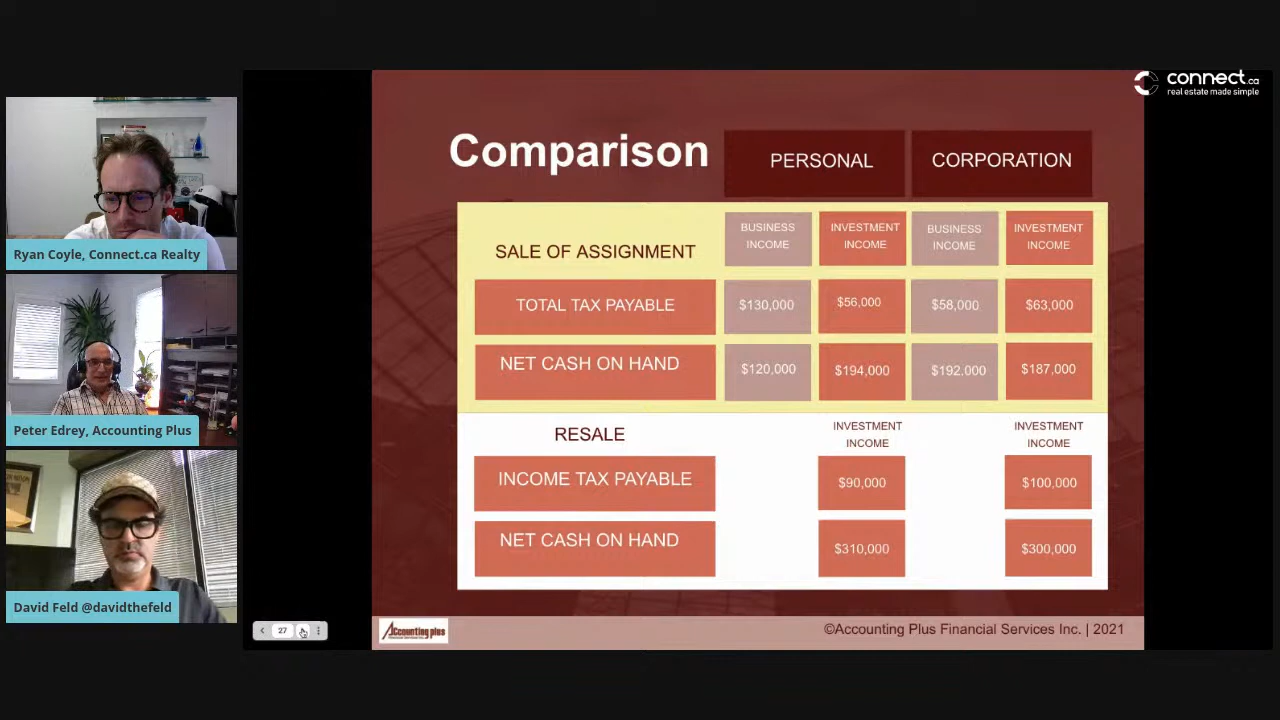 connect.ca
real estate made simple
Comparison
PERSONAL
CORPORATION
SALE OF ASSIGNMENT
BUSINESS
INCOME
INVESTMENT
INCOME
BUSINESS
INCOME
INVESTMENT
INCOME
TOTAL TAX PAYABLE
$130,000
$56,000
$58,000
$63,000
NET CASH ON HAND
$120,000
$194,000
$192.000
$187,000
RESALE
INVESTMENT
INCOME
INVESTMENT
INCOME
INCOME TAX PAYABLE
$90,000
$100,000
NET CASH ON HAND
$310,000
$300,000
Ryan Coyle, Connect.ca Realty
Peter Edrey, Accounting Plus
David Feld @davidthefeld
27
Accounting plus
©Accounting Plus Financial Services Inc. | 2021